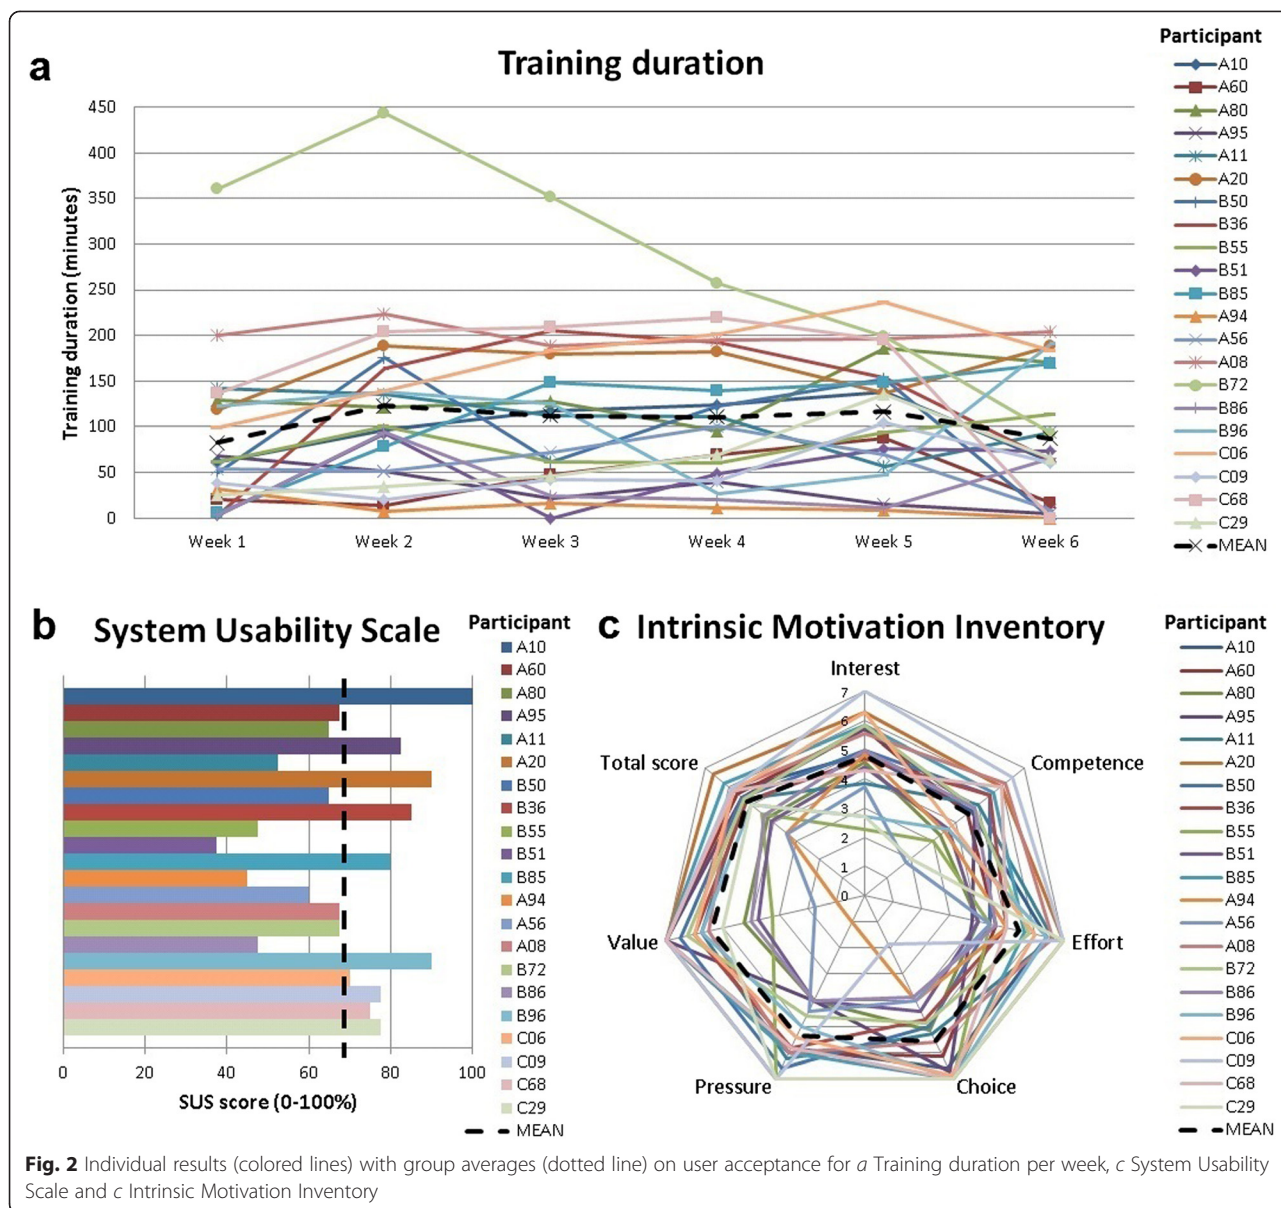 a
Training duration
Participant
A10
A60
A80
A95
A11
A20
B50
B36
B55
B51
B85
A94
A56
A08
B72
B86
B96
C06
C09
C68
C29
MEAN
Training duration (minutes)
450
400
350
300
250
200
150
100
50
0
Week 1 Week 2 Week 3 Week 4 Week 5 Week 6
b System Usability Scale
Participant
A10
A60
A80
A95
A11
A20
B50
B36
B55
B51
B85
A94
A56
A08
B72
B86
B96
C06
C09
C68
C29
MEAN
0 20 40 60 80 100
SUS score (0-100%)
c Intrinsic Motivation Inventory
Interest
Competence
Effort
Choice
Pressure
Value
Total score
7
6
5
4
3
2
1
0
Participant
A10
A60
A80
A95
A11
A20
B50
B36
B55
B51
B85
A94
A56
A08
B72
B86
B96
C06
C09
C68
C29
MEAN
Fig. 2 Individual results (colored lines) with group averages (dotted line) on user acceptance for a Training duration per week, c System Usability
Scale and c Intrinsic Motivation Inventory